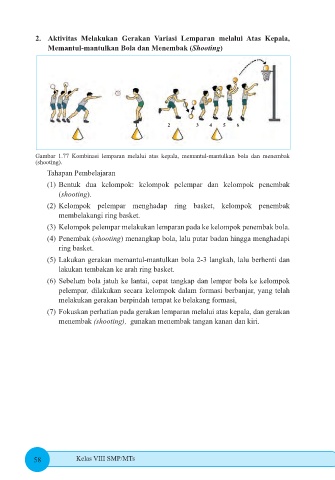 2. Aktivitas Melakukan Gerakan Variasi Lemparan melalui Atas Kepala,
Memantul-mantulkan Bola dan Menembak (Shooting)
2 3 4 5 6
Gambar 1.77 Kombinasi lemparan melalui atas kepala, memantul-mantulkan bola dan menembak
(shooting).
Tahapan Pembelajaran
(1) Bentuk dua kelompok: kelompok pelempar dan kelompok penembak
(shooting).
(2) Kelompok pelempar menghadap ring basket, kelompok penembak
membelakangi ring basket.
(3) Kelompok pelempar melakukan lemparan pada ke kelompok penembak bola.
(4) Penembak (shooting) menangkap bola, lalu putar badan hingga menghadapi
ring basket.
(5) Lakukan gerakan memantul-mantulkan bola 2-3 langkah, lalu berhenti dan
lakukan tembakan ke arah ring basket.
(6) Sebelum bola jatuh ke lantai, cepat tangkap dan lempar bola ke kelompok
pelempar, dilakukan secara kelompok dalam formasi berbanjar, yang telah
melakukan gerakan berpindah tempat ke belakang formasi,
(7) Fokuskan perhatian pada gerakan lemparan melalui atas kepala, dan gerakan
menembak (shooting). gunakan menembak tangan kanan dan kiri.
58 Kelas VIII SMP/MTs